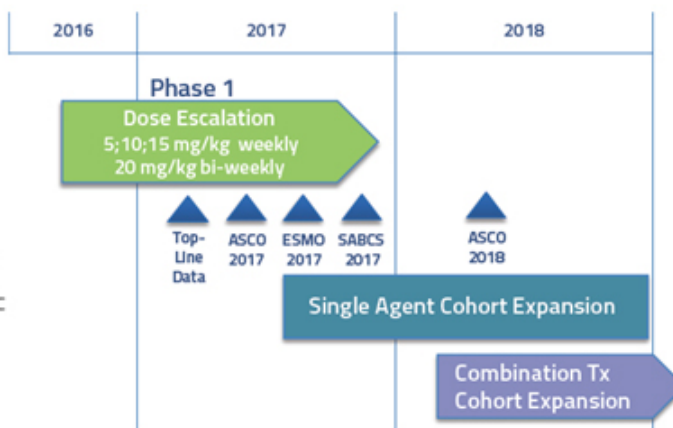 2016 2017 2018
Phase 1
Dose Escalation
5;10;15 mg/kg weekly
20 mg/kg bi-weekly
Top-
Line
Data
ASCO
2017
ESMO
2017
SABCS
2017
ASCO
2018
Single Agent Cohort Expansion
Combination Tx
Cohort Expansion